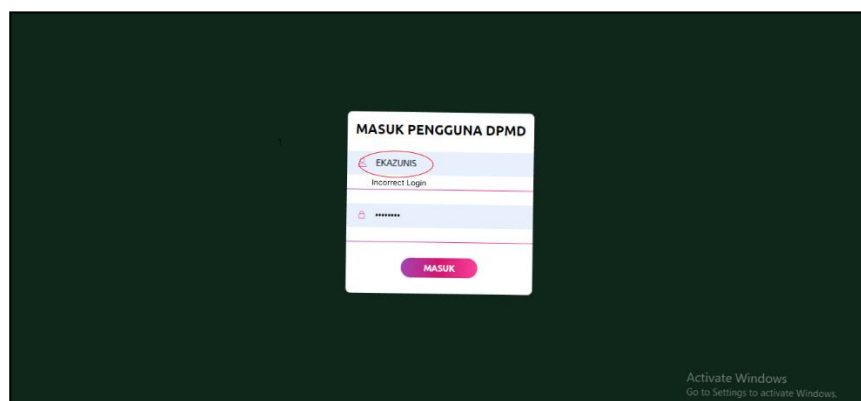 MASUK PENGGUNA DPMD
EKAZUNIS
Incorrect Login
••••••••
MASUK
Activate Windows
Go to Settings to activate Windows.